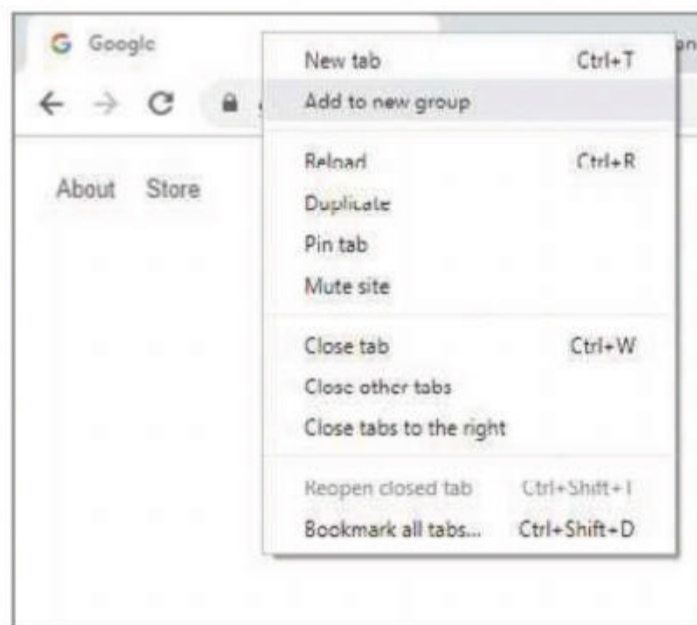 Google
New tab Ctrl+T
Add to new group
About Store
Reload Ctrl+R
Duplicate
Pin tab
Mute site
Close tab Ctrl+W
Close other tabs
Close tabs to the right
Reopen closed tab Ctrl+Shift+T
Bookmark all tabs... Ctrl+Shift+D